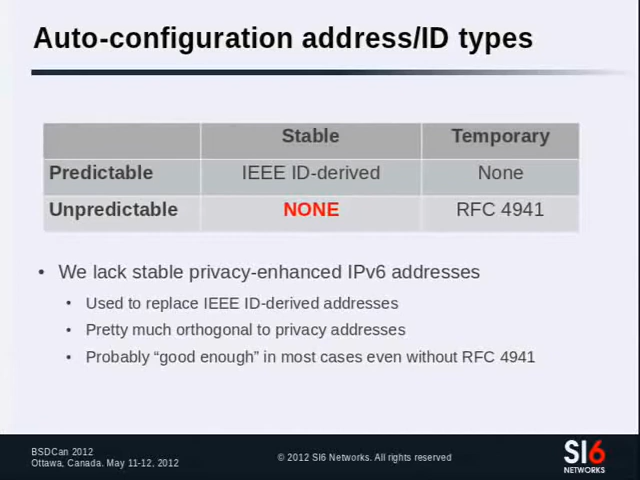 Auto-configuration address/ID types
Stable Temporary
Predictable IEEE ID-derived None
Unpredictable NONE RFC 4941
• We lack stable privacy-enhanced IPv6 addresses
• Used to replace IEEE ID-derived addresses
• Pretty much orthogonal to privacy addresses
• Probably “good enough” in most cases even without RFC 4941
BSDCan 2012
Ottawa, Canada. May 11-12, 2012
© 2012 SI6 Networks. All rights reserved
SI6
NETWORKS